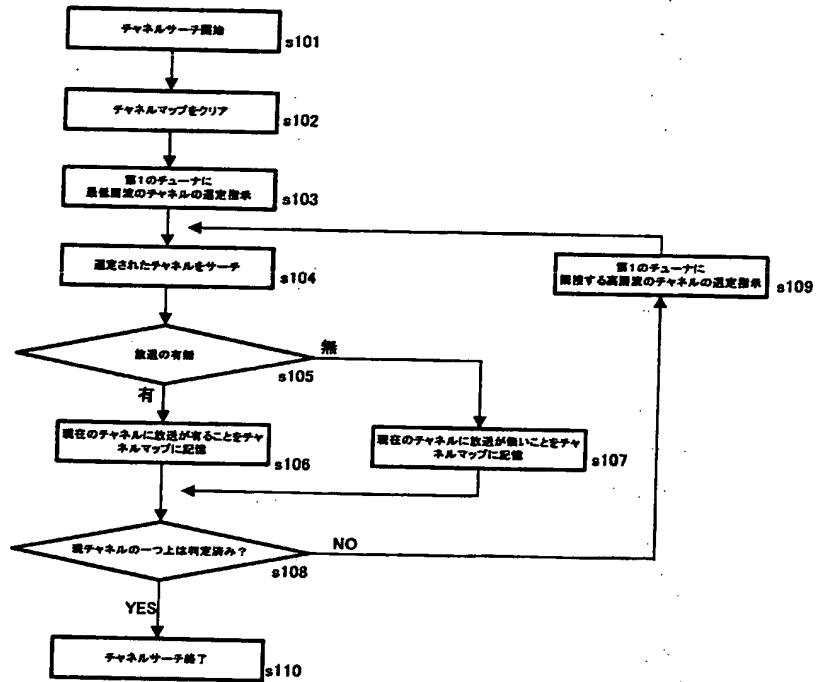 チャネルサーチ開始
s101
チャネルマップをクリア
s102
第1のチューナに
最低周波のチャネルの選定指示
s103
選定されたチャネルをサーチ
s104
第1のチューナに
隣接する高周波のチャネルの選定指示
s109
放送の有無
s105
無
有
現在のチャネルに放送が有ることをチャ
ネルマップに記憶
s106
現在のチャネルに放送が無いことをチャ
ネルマップに記憶
s107
現チャネルの一つ上は判定済み?
s108
NO
YES
チャネルサーチ終了
s110